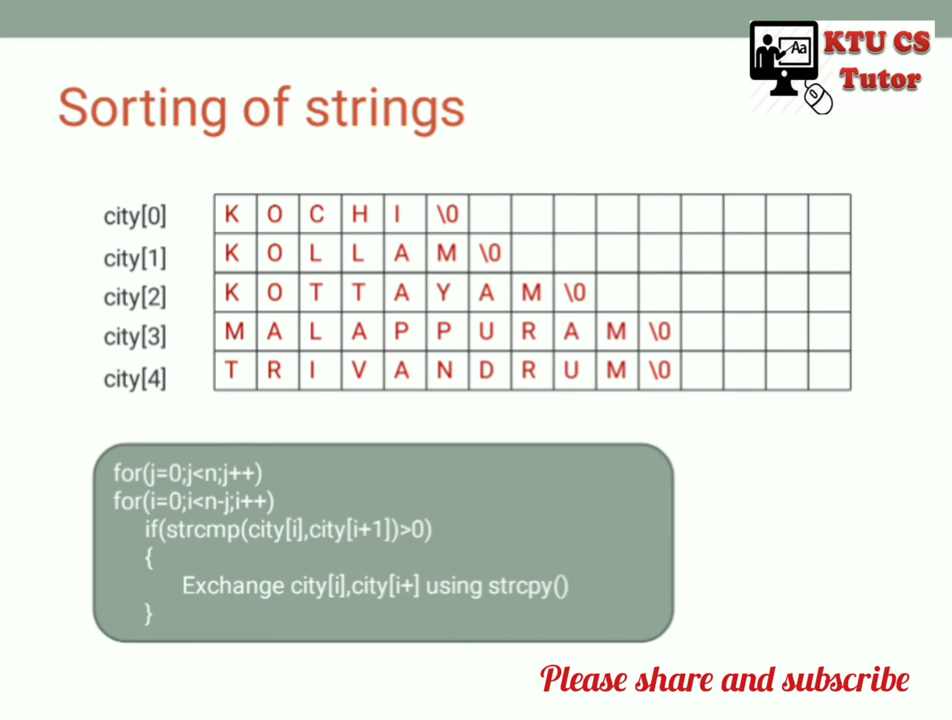 Aa
KTU CS
Tutor
Sorting of strings
city[0] K O C H I \0
city[1] K O L L A M \0
city[2] K O T T A Y A M \0
city[3] M A L A P P U R A M \0
city[4] T R I V A N D R U M \0
for(j=0;j<n;j++)
for(i=0;i<n-j;i++)
if(strcmp(city[i],city[i+1])>0)
{
Exchange city[i],city[i+] using strcpy()
}
Please share and subscribe